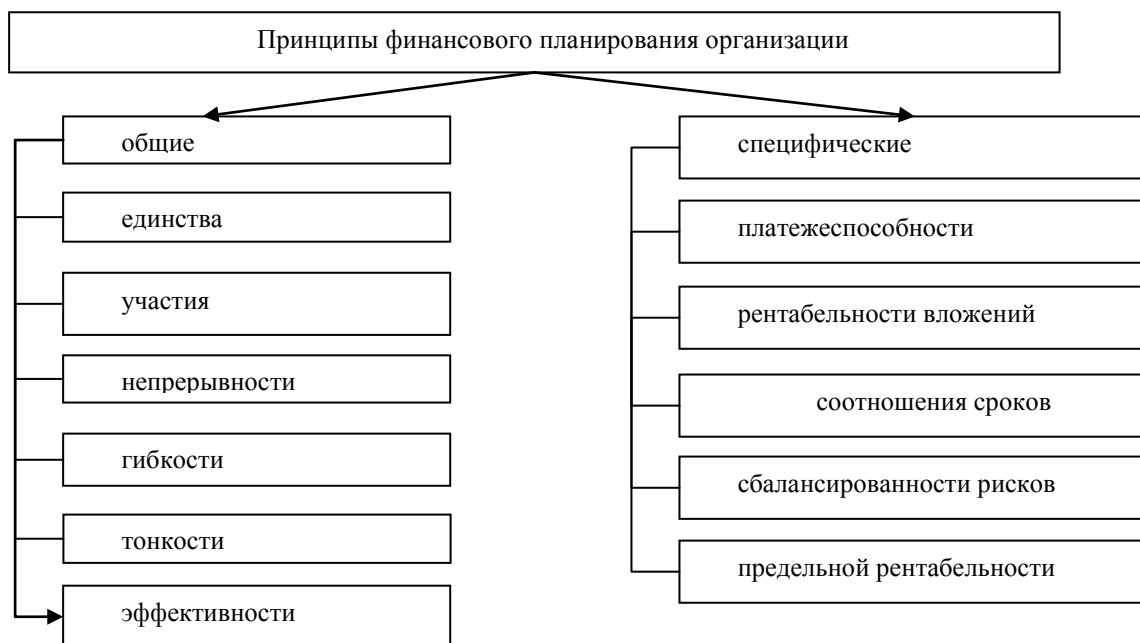 Принципы финансового планирования организации
общие
единства
участия
непрерывности
гибкости
тонкости
эффективности
специфические
платежеспособности
рентабельности вложений
соотношения сроков
сбалансированности рисков
предельной рентабельности